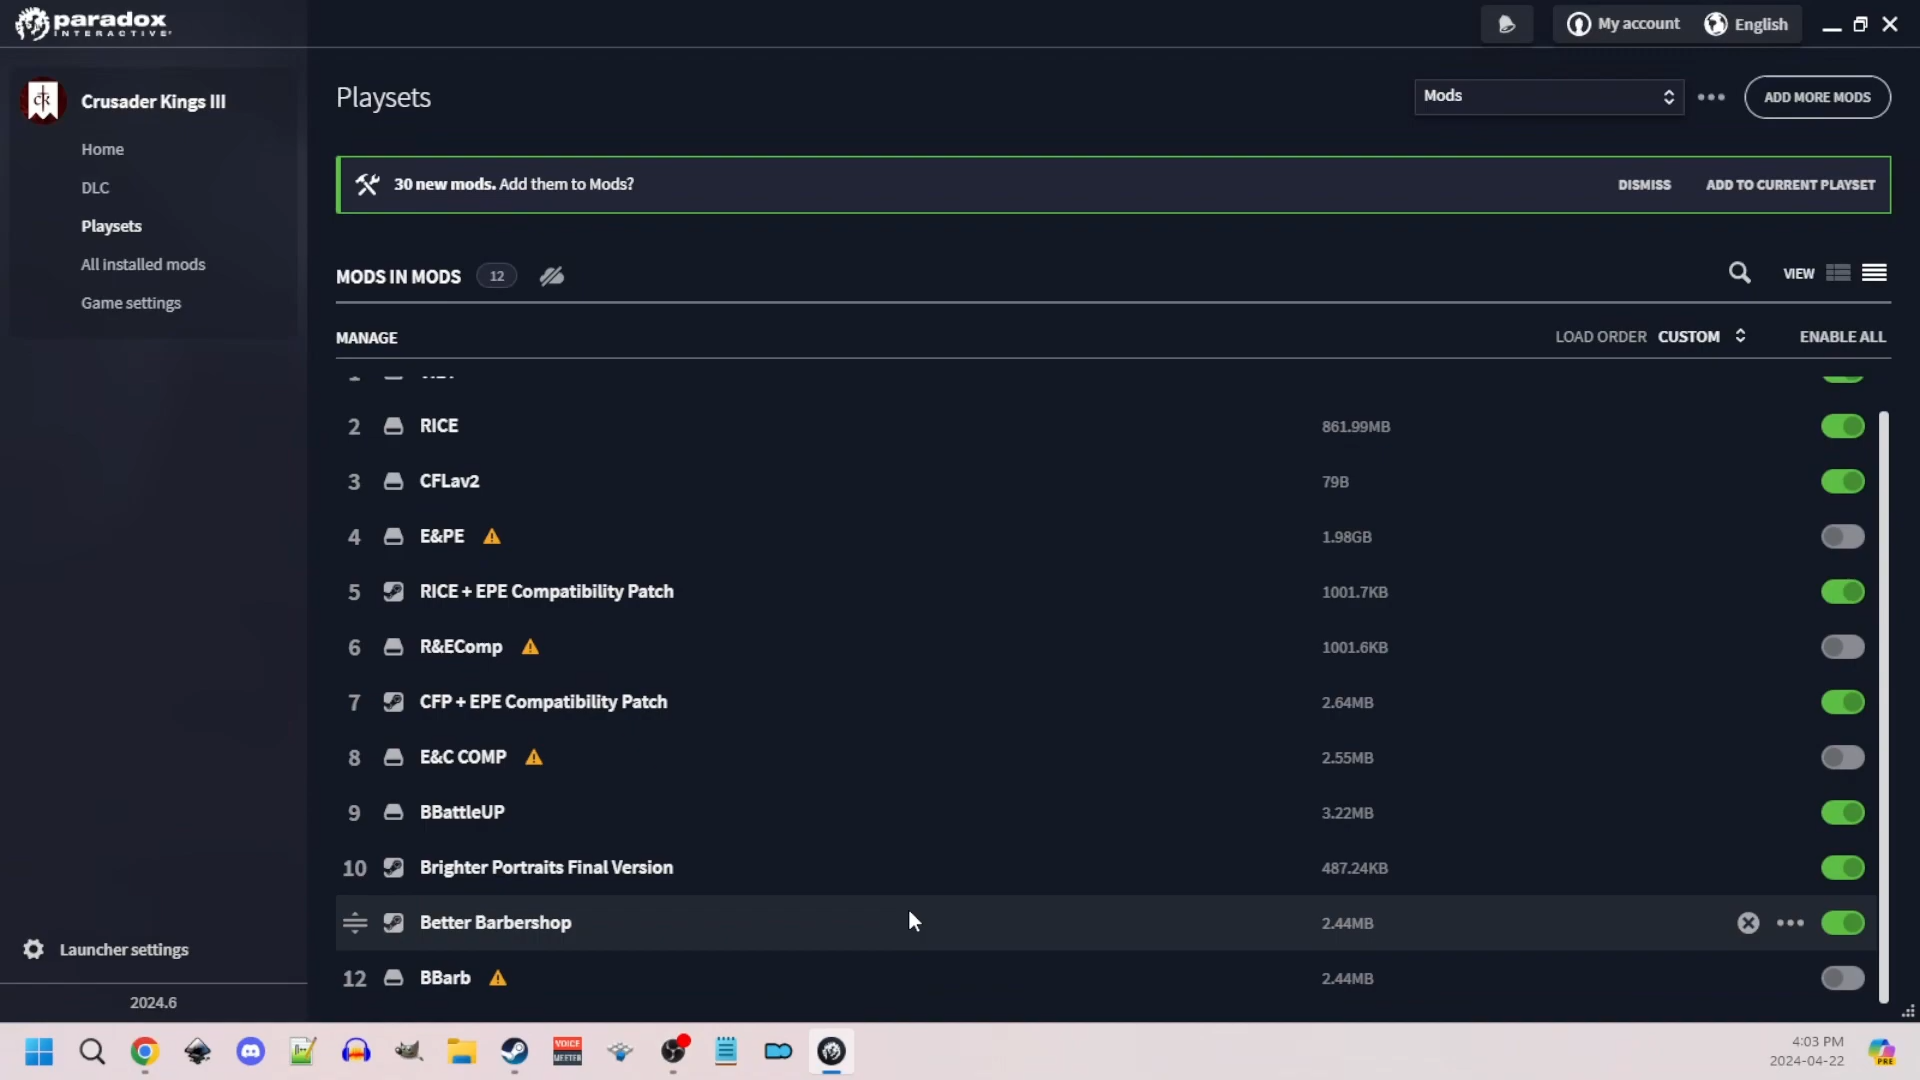 paradox
INTERACTIVE
My account
English
Crusader Kings III
Home
DLC
Playsets
All installed mods
Game settings
Launcher settings
2024.6
Playsets
Mods
ADD MORE MODS
30 new mods. Add them to Mods?
DISMISS
ADD TO CURRENT PLAYSET
MODS IN MODS 12
VIEW
MANAGE
LOAD ORDER CUSTOM
ENABLE ALL
2 RICE 861.99MB
3 CFLav2 79B
4 E&PE 1.98GB
5 RICE + EPE Compatibility Patch 1001.7KB
6 R&EComp 1001.6KB
7 CFP + EPE Compatibility Patch 2.64MB
8 E&C COMP 2.55MB
9 BBattleUP 3.22MB
10 Brighter Portraits Final Version 487.24KB
Better Barbershop 2.44MB
12 BBarb 2.44MB
VOICE
MEETER
4:03 PM
2024-04-22
PRE